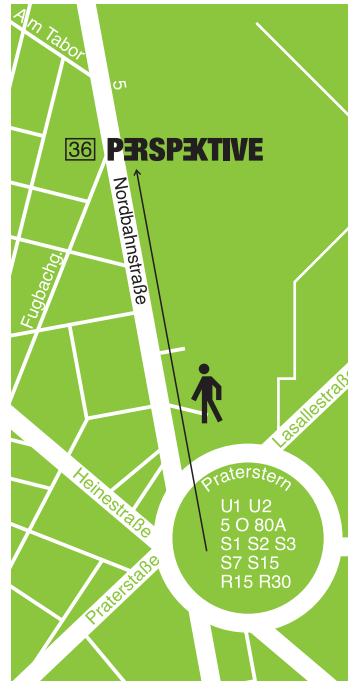 Am Tabor
5
36 PERSPEKTIVE
Nordbahnstraße
Fugbachg.
Lasallestraße
Praterstern
Heinestraße
U1 U2
5 O 80A
S1 S2 S3
S7 S15
R15 R30
Praterstaße